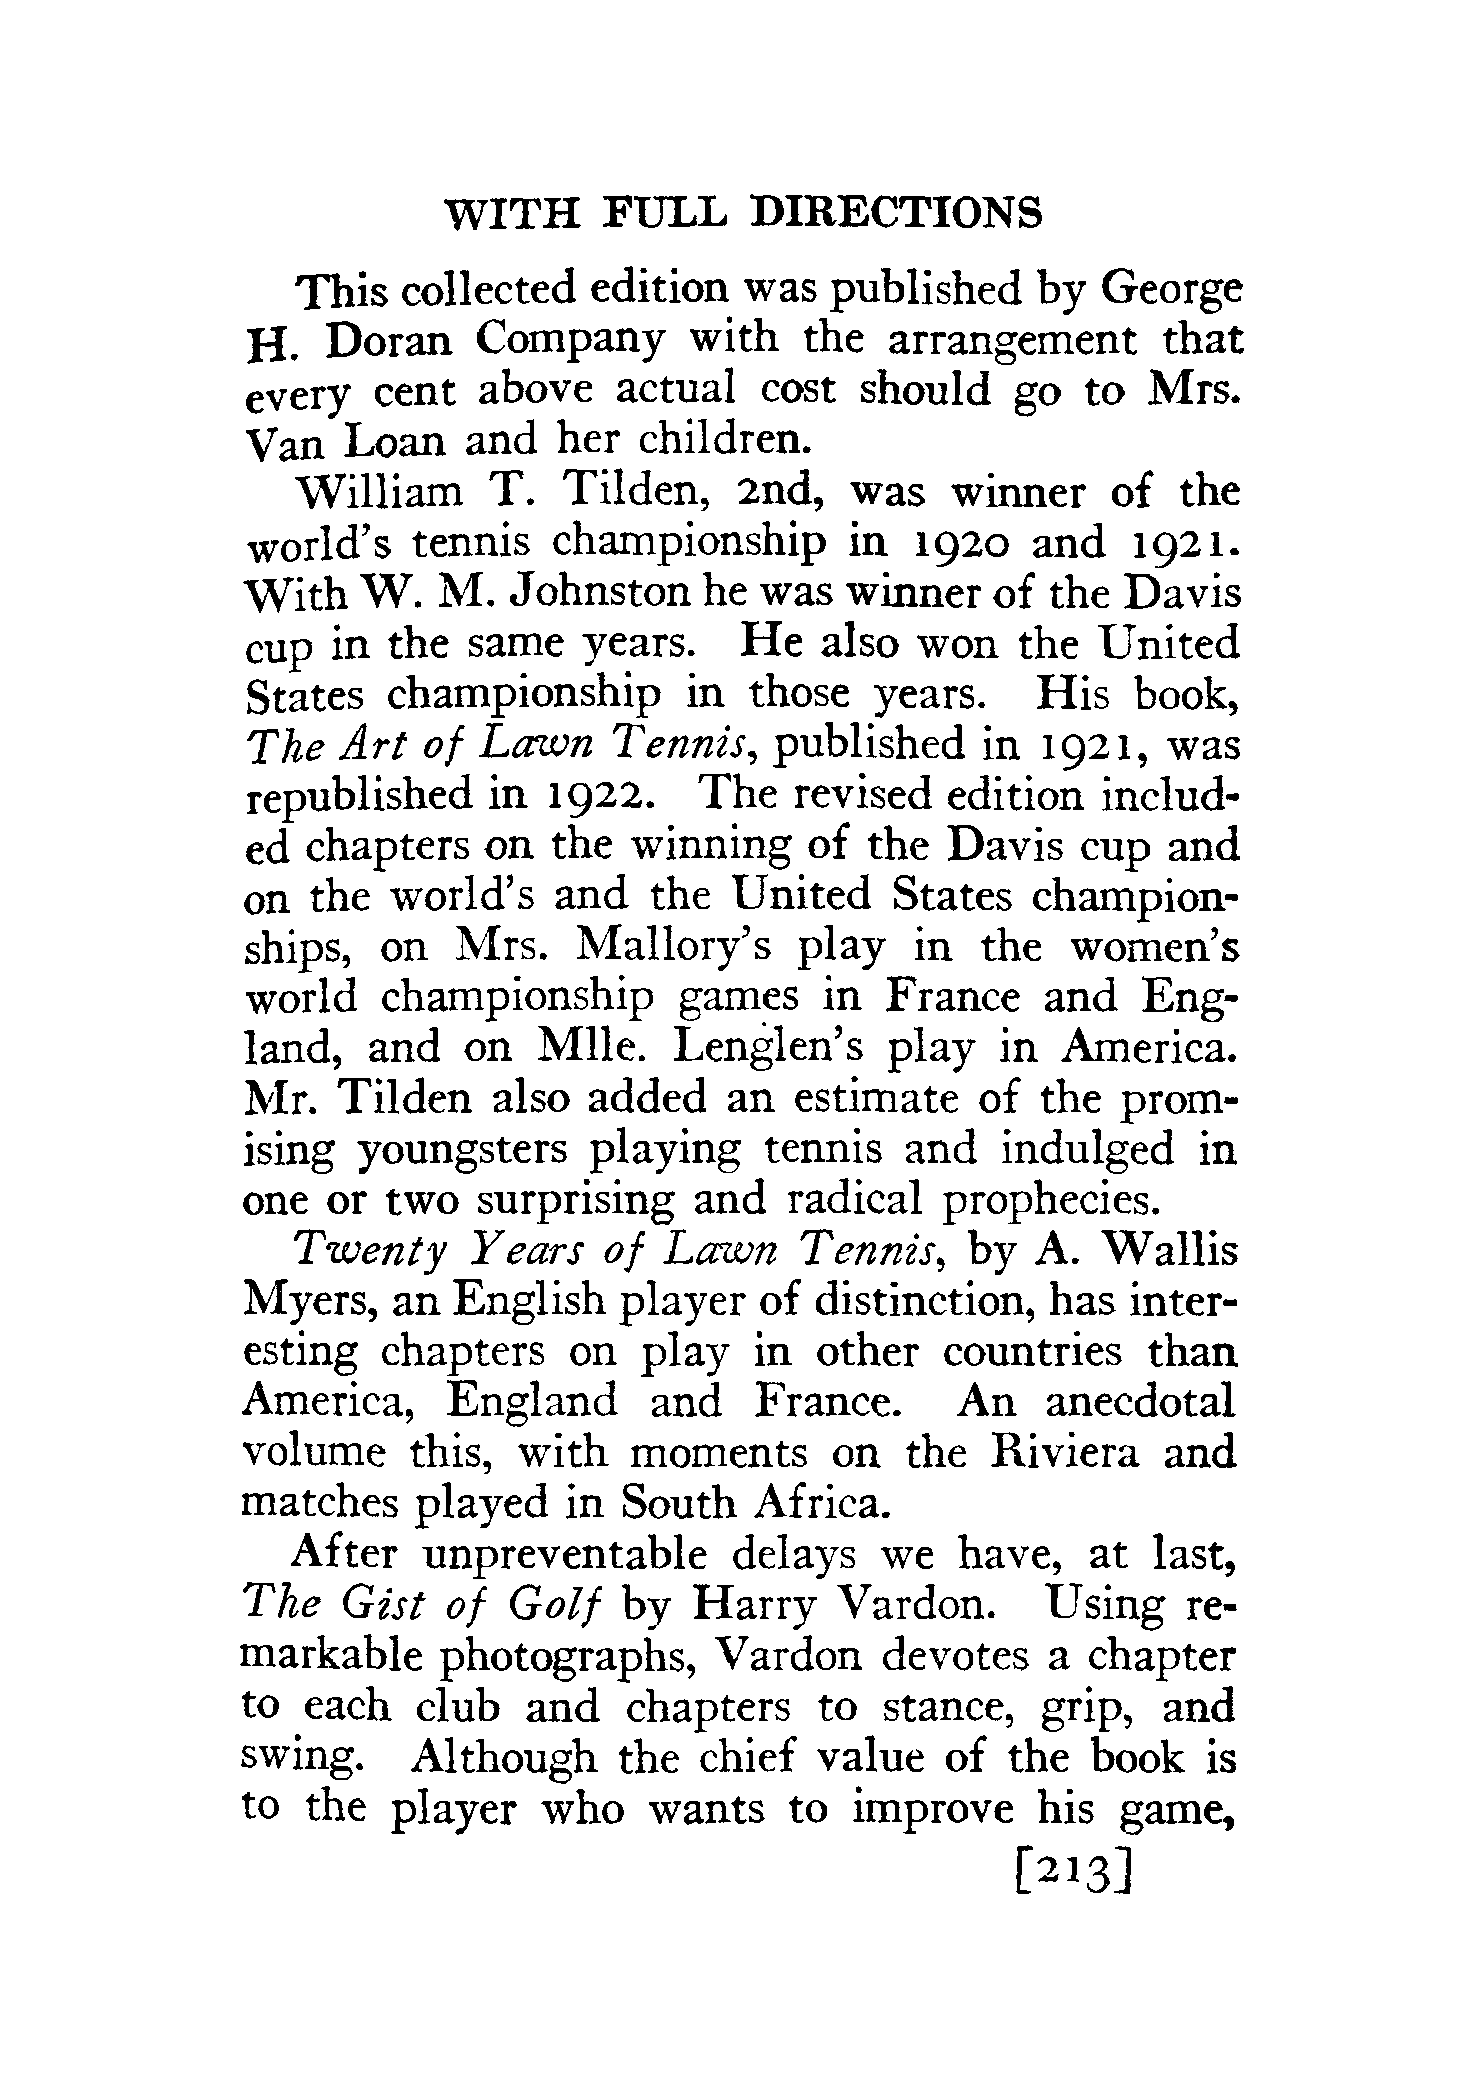 WITH FULL DIRECTIONS
This collected edition was published by George
H. Doran Company with the arrangement that
every cent above actual cost should go to Mrs.
Van Loan and her children.
William T. Tilden, 2nd, was winner of the
world's tennis championship in 1920 and 1921.
With W. M. Johnston he was winner of the Davis
cup in the same years. He also won the United
States championship in those years. His book,
The Art of Lawn Tennis, published in 1921, was
republished in 1922. The revised edition includ-
ed chapters on the winning of the Davis cup and
on the world's and the United States champion-
ships, on Mrs. Mallory's play in the women's
world championship games in France and Eng-
land, and on Mlle. Lenglen's play in America.
Mr. Tilden also added an estimate of the prom-
ising youngsters playing tennis and indulged in
one or two surprising and radical prophecies.
Twenty Years of Lawn Tennis, by A. Wallis
Myers, an English player of distinction, has inter-
esting chapters on play in other countries than
America, England and France. An anecdotal
volume this, with moments on the Riviera and
matches played in South Africa.
After unpreventable delays we have, at last,
The Gist of Golf by Harry Vardon. Using re-
markable photographs, Vardon devotes a chapter
to each club and chapters to stance, grip, and
swing. Although the chief value of the book is
to the player who wants to improve his game,
[213]